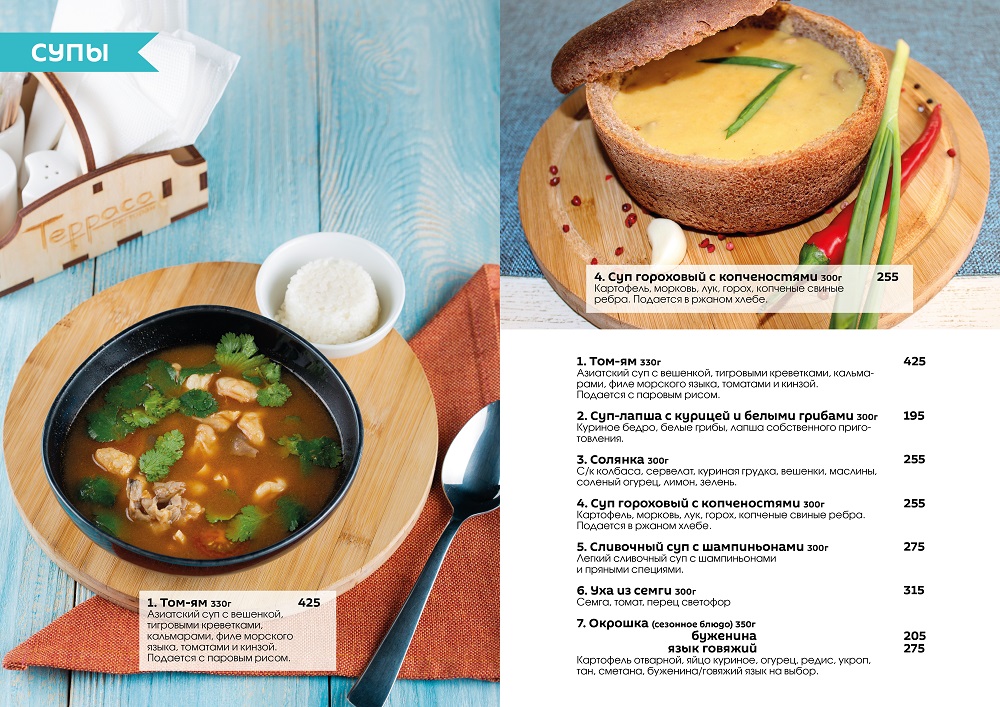 СУПЫ
Терраса
1. Том-ям 330г 425
Азиатский суп с вешенкой,
тигровыми креветками,
кальмарами, филе морского
языка, томатами и кинзой.
Подается с паровым рисом.
4. Суп гороховый с копченостями 300г 255
Картофель, морковь, лук, горох, копченые свиные
ребра. Подается в ржаном хлебе.
1. Том-ям 330г 425
Азиатский суп с вешенкой, тигровыми креветками, кальма-
рами, филе морского языка, томатами и кинзой.
Подается с паровым рисом.
2. Суп-лапша с курицей и белыми грибами 300г 195
Куриное бедро, белые грибы, лапша собственного приго-
товления.
3. Солянка 300г 255
С/к колбаса, сервелат, куриная грудка, вешенки, маслины,
соленый огурец, лимон, зелень.
4. Суп гороховый с копченостями 300г 255
Картофель, морковь, лук, горох, копченые свиные ребра.
Подается в ржаном хлебе.
5. Сливочный суп с шампиньонами 300г 275
Легкий сливочный суп с шампиньонами
и пряными специями.
6. Уха из семги 300г 315
Семга, томат, перец светофор
7. Окрошка (сезонное блюдо) 350г
буженина 205
язык говяжий 275
Картофель отварной, яйцо куриное, огурец, редис, укроп,
тан, сметана, буженина/говяжий язык на выбор.